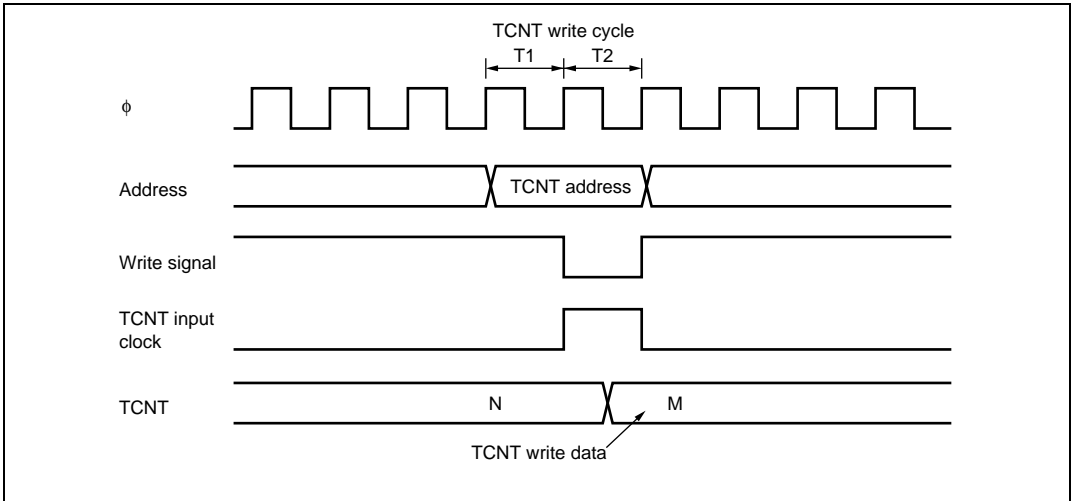 TCNT write cycle
T1 T2
ϕ
Address
TCNT address
Write signal
TCNT input
clock
TCNT
N M
TCNT write data